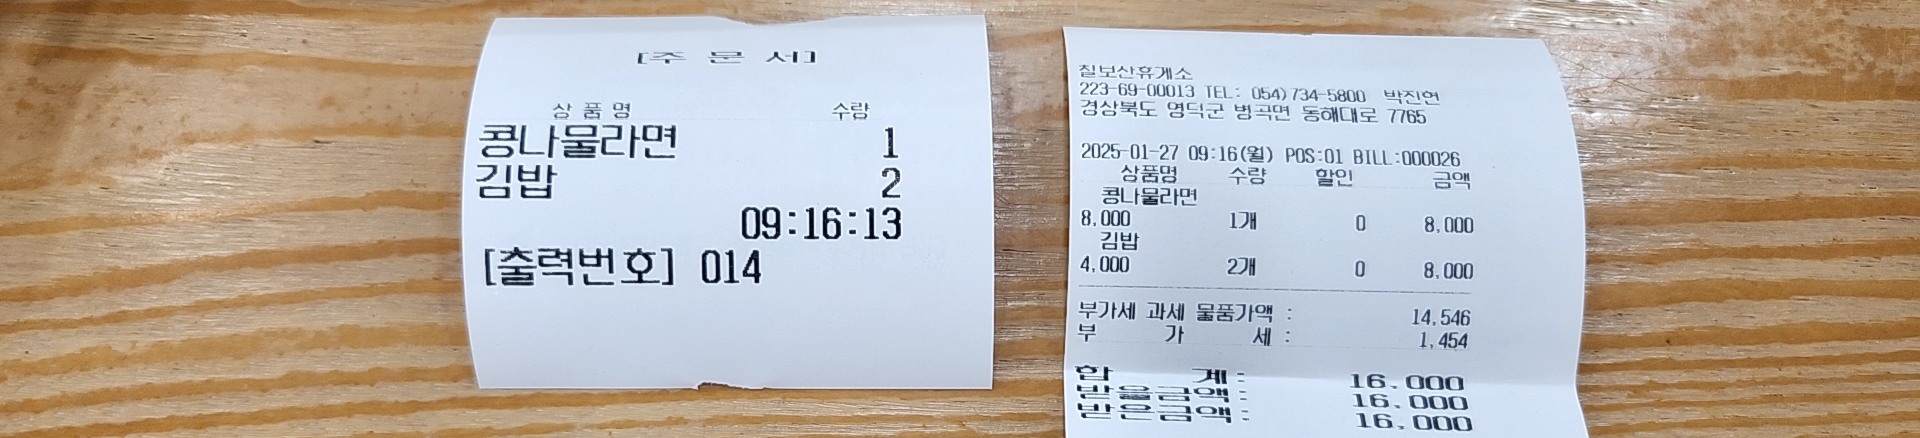 [주 문 서]
상 품 명 수량
콩나물라면 1
김밥 2
09:16:13
[출력번호] 014
칠보산휴게소
223-69-00013 TEL: 054)734-5800 박진헌
경상북도 영덕군 병곡면 동해대로 7765
2025-01-27 09:16(월) POS:01 BILL:000026
상품명 수량 할인 금액
콩나물라면
8,000 1개 0 8,000
김밥
4,000 2개 0 8,000
부가세 과세 물품가액 : 14,546
부 가 세 : 1,454
합 계: 16,000
받을금액: 16,000
받은금액: 16,000